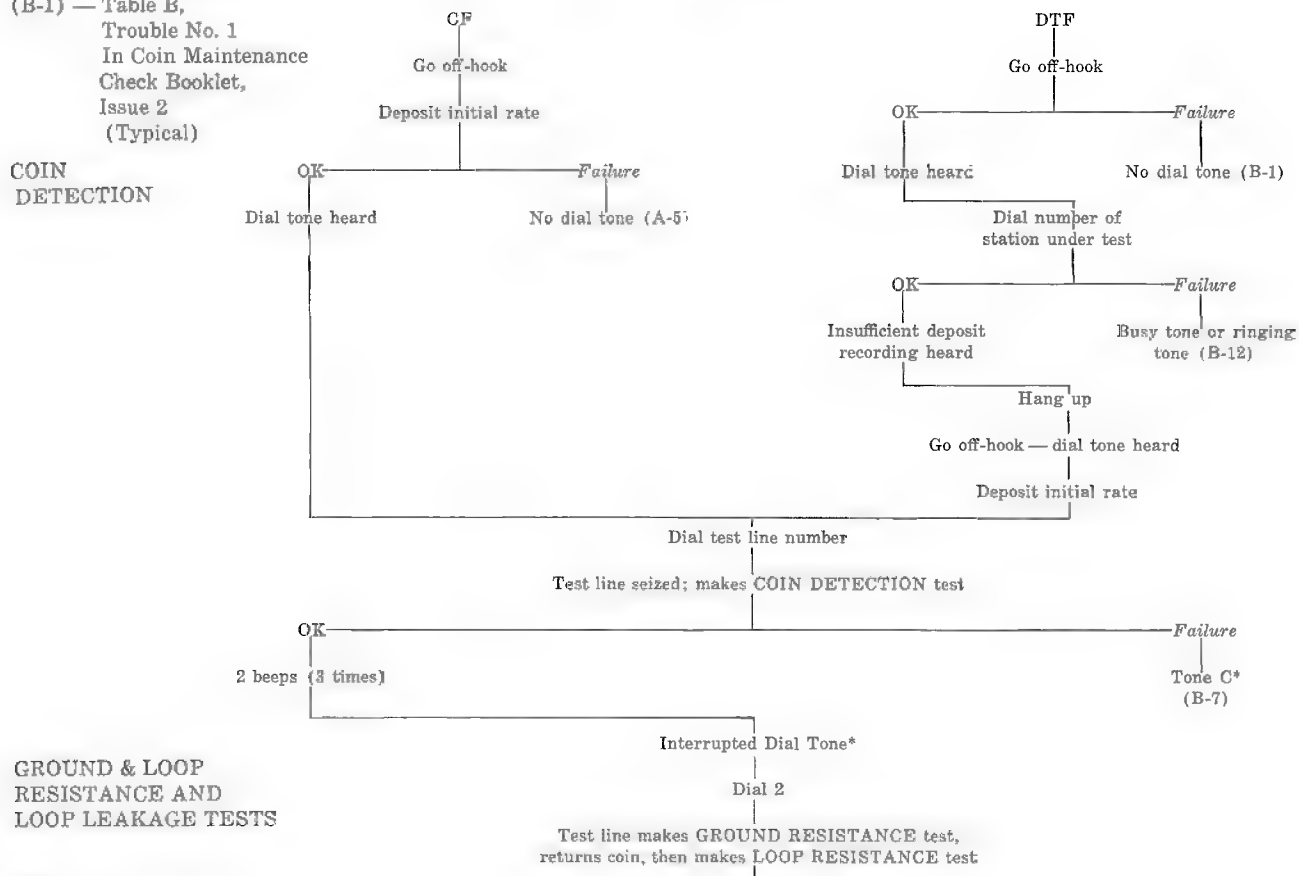 (B-1) — Table B,
Trouble No. 1
In Coin Maintenance
Check Booklet,
Issue 2
(Typical)
CF
DTF
Go off-hook
Go off-hook
Deposit initial rate
OK
Failure
COIN
DETECTION
OK
Failure
Dial tone heard
No dial tone (B-1)
Dial tone heard
No dial tone (A-5)
Dial number of
station under test
OK
Failure
Insufficient deposit
recording heard
Busy tone or ringing
tone (B-12)
Hang up
Go off-hook — dial tone heard
Deposit initial rate
Dial test line number
Test line seized; makes COIN DETECTION test
OK
Failure
2 beeps (3 times)
Tone C*
(B-7)
Interrupted Dial Tone*
GROUND & LOOP
RESISTANCE AND
LOOP LEAKAGE TESTS
Dial 2
Test line makes GROUND RESISTANCE test,
returns coin, then makes LOOP RESISTANCE test